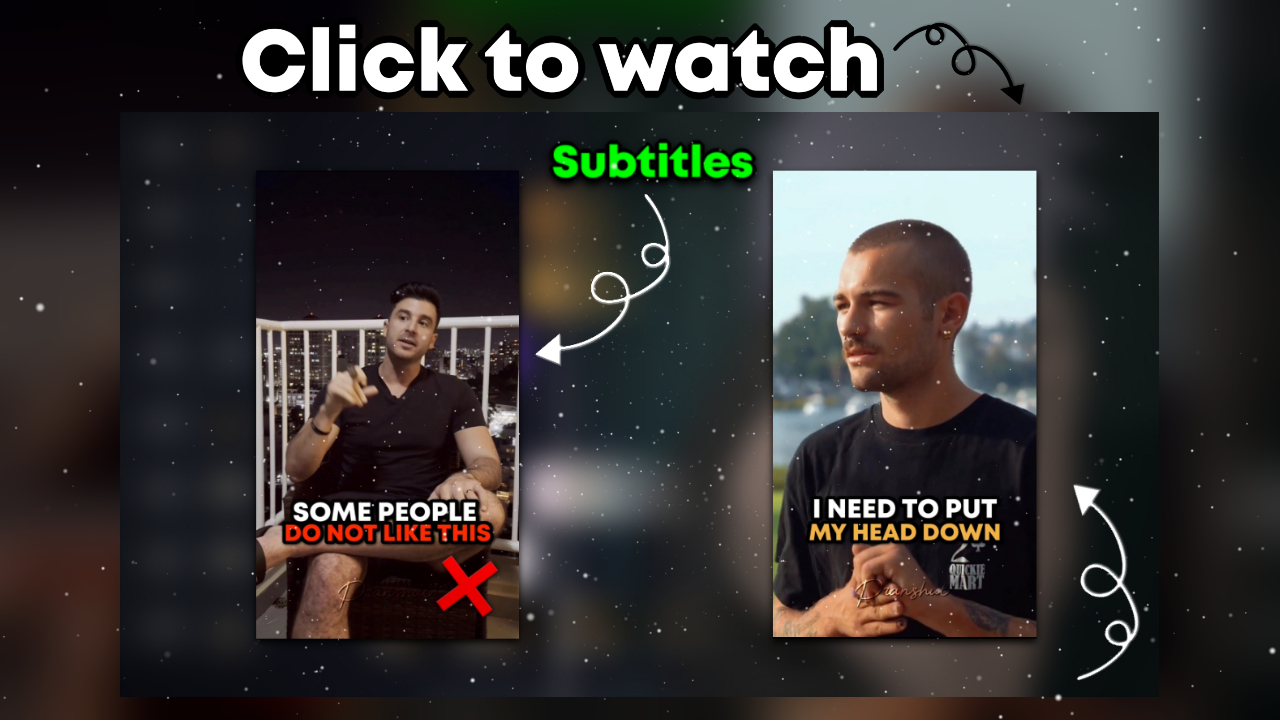 Click to watch
Subtitles
SOME PEOPLE
DO NOT LIKE THIS
I NEED TO PUT
MY HEAD DOWN
QUICKIE
MART